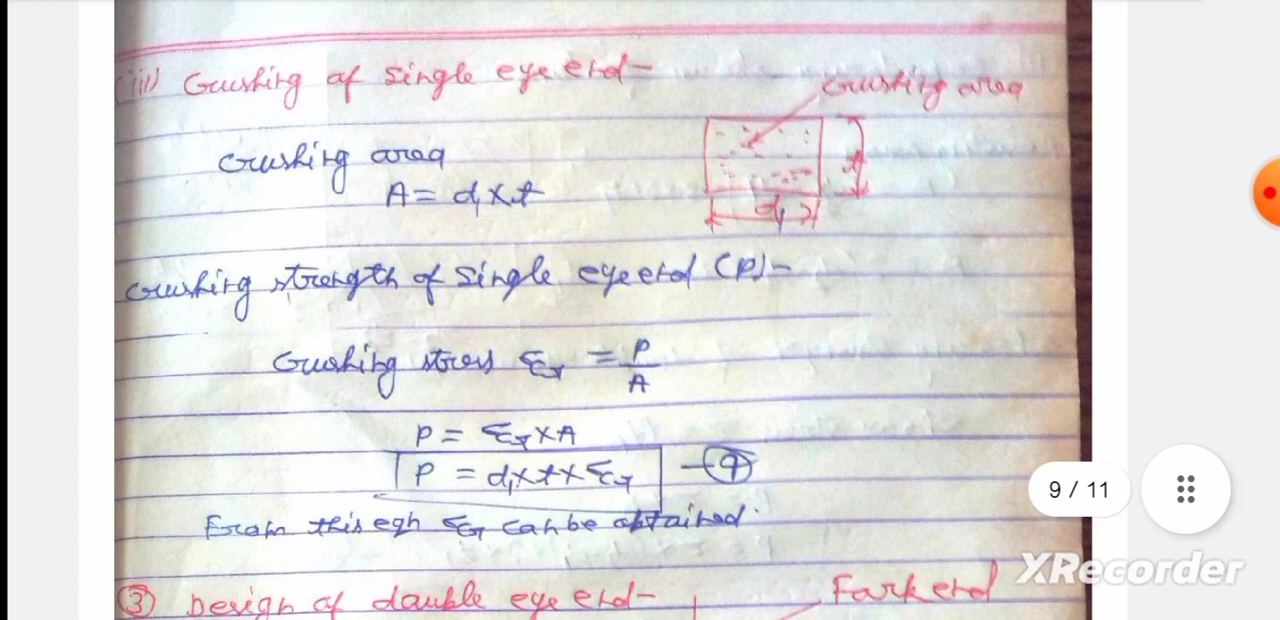 (iii) Crushing of single eye end-
crushing area
Crushing area
A = d₁ x t
t
d₁
Crushing strength of single eye end (P)-
Crushing stress σcr = P/A
P = σcr x A
P = d₁ x t x σcr -④
From this eqn σcr can be obtained.
9 / 11
XRecorder
③ Design of double eye end-
Fork end